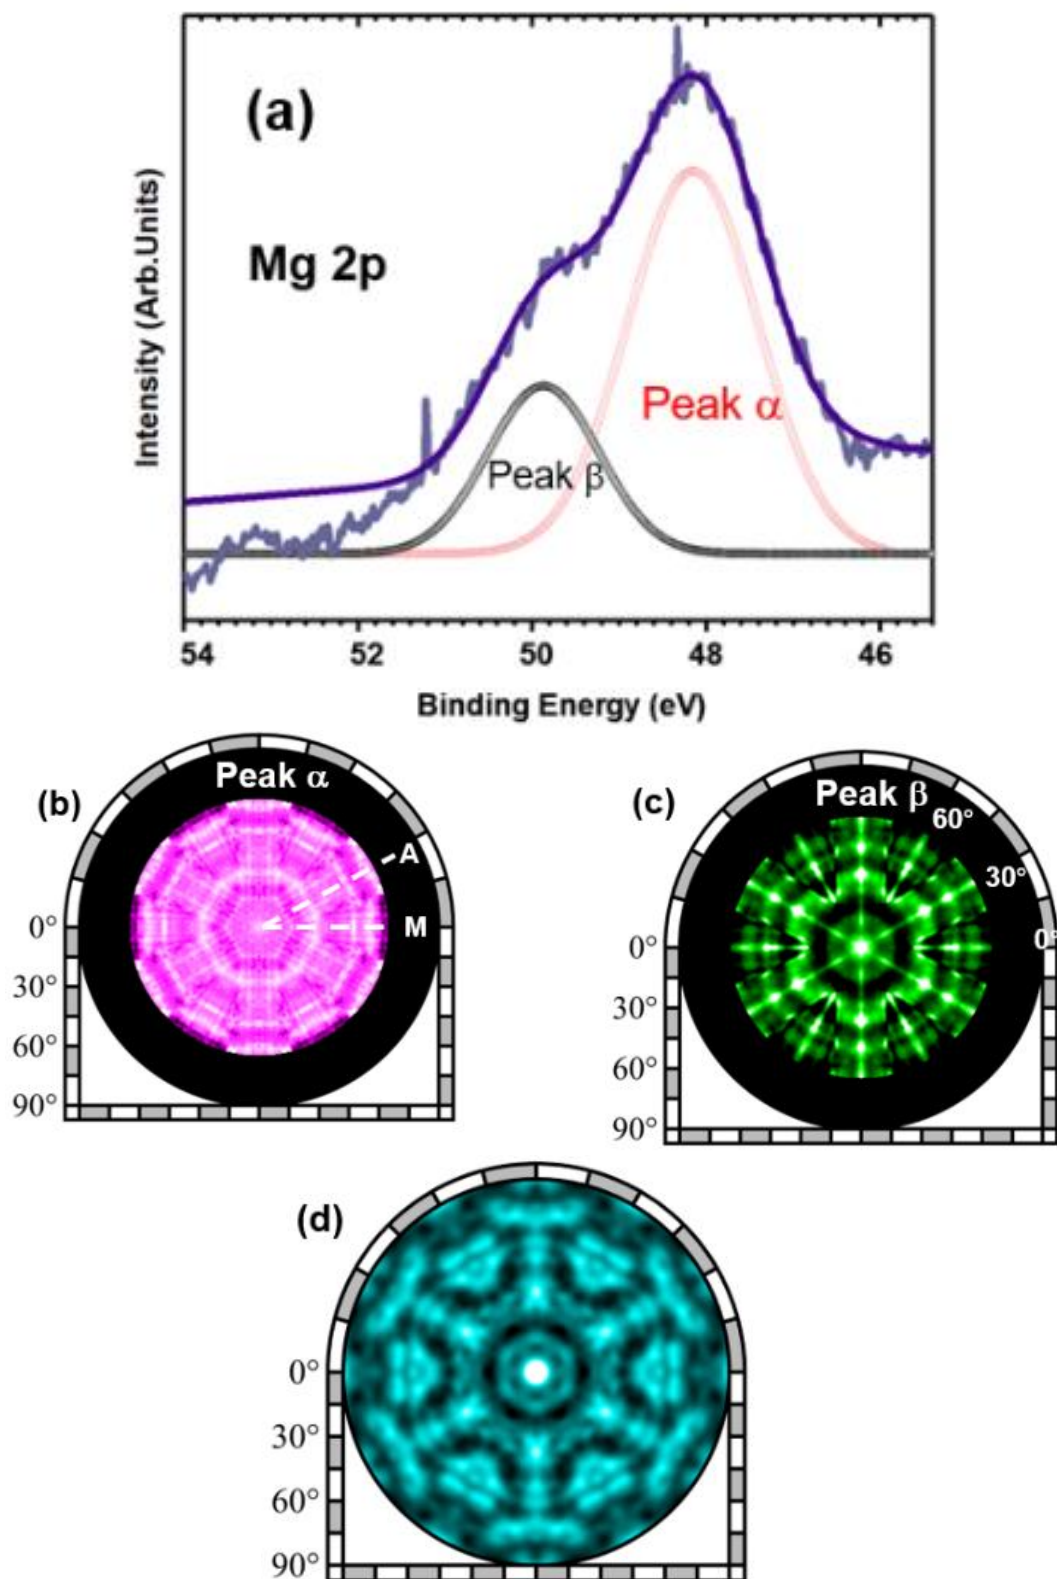 (a)
Mg 2p
Peak α
Peak β
Intensity (Arb.Units)
54 52 50 48 46
Binding Energy (eV)
(b)
Peak α
A
M
0°
30°
60°
90°
(c)
Peak β
60°
30°
0°
0°
30°
60°
90°
(d)
0°
30°
60°
90°